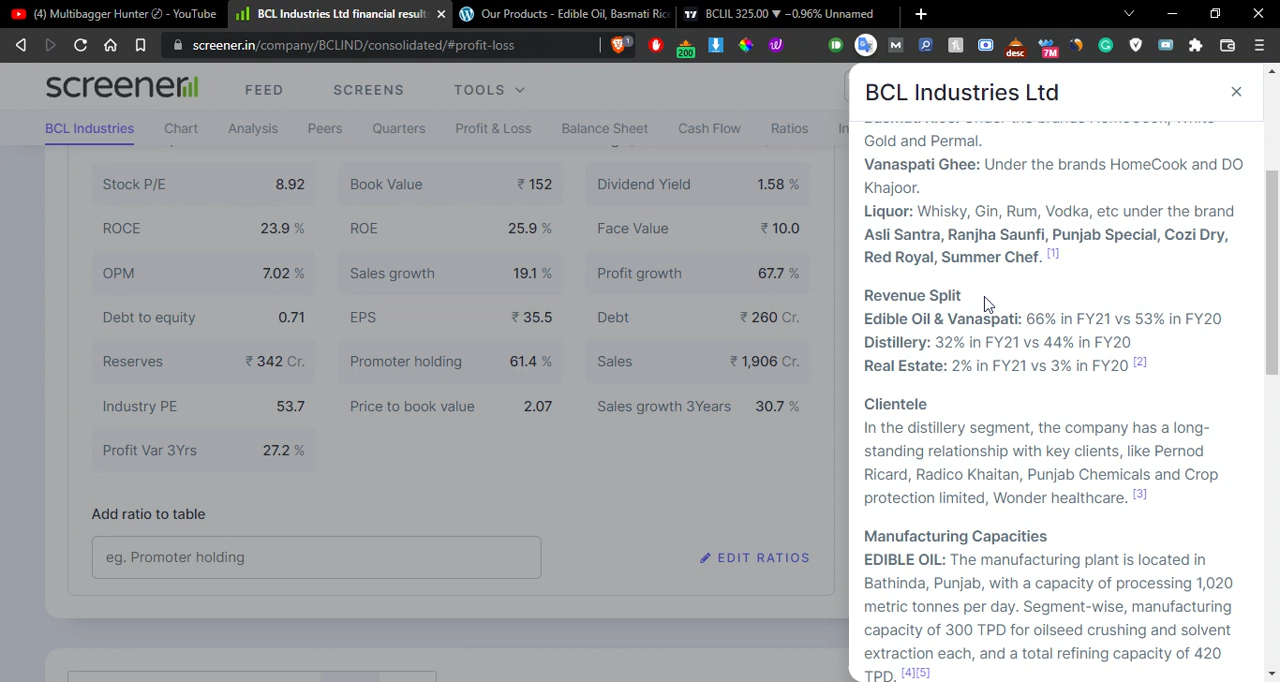 (4) Multibagger Hunter - YouTube
BCL Industries Ltd financial result
Our Products - Edible Oil, Basmati Rice
BCLIL 325.00 ▼ −0.96% Unnamed
screener.in/company/BCLIND/consolidated/#profit-loss
1
200
desc
7M
screener
FEED
SCREENS
TOOLS
BCL Industries
Chart
Analysis
Peers
Quarters
Profit & Loss
Balance Sheet
Cash Flow
Ratios
Stock P/E 8.92 Book Value ₹ 152 Dividend Yield 1.58 %
ROCE 23.9 % ROE 25.9 % Face Value ₹ 10.0
OPM 7.02 % Sales growth 19.1 % Profit growth 67.7 %
Debt to equity 0.71 EPS ₹ 35.5 Debt ₹ 260 Cr.
Reserves ₹ 342 Cr. Promoter holding 61.4 % Sales ₹ 1,906 Cr.
Industry PE 53.7 Price to book value 2.07 Sales growth 3Years 30.7 %
Profit Var 3Yrs 27.2 %
Add ratio to table
eg. Promoter holding
EDIT RATIOS
BCL Industries Ltd
Gold and Permal.
Vanaspati Ghee: Under the brands HomeCook and DO
Khajoor.
Liquor: Whisky, Gin, Rum, Vodka, etc under the brand
Asli Santra, Ranjha Saunfi, Punjab Special, Cozi Dry,
Red Royal, Summer Chef. [1]
Revenue Split
Edible Oil & Vanaspati: 66% in FY21 vs 53% in FY20
Distillery: 32% in FY21 vs 44% in FY20
Real Estate: 2% in FY21 vs 3% in FY20 [2]
Clientele
In the distillery segment, the company has a long-
standing relationship with key clients, like Pernod
Ricard, Radico Khaitan, Punjab Chemicals and Crop
protection limited, Wonder healthcare. [3]
Manufacturing Capacities
EDIBLE OIL: The manufacturing plant is located in
Bathinda, Punjab, with a capacity of processing 1,020
metric tonnes per day. Segment-wise, manufacturing
capacity of 300 TPD for oilseed crushing and solvent
extraction each, and a total refining capacity of 420
TPD. [4][5]